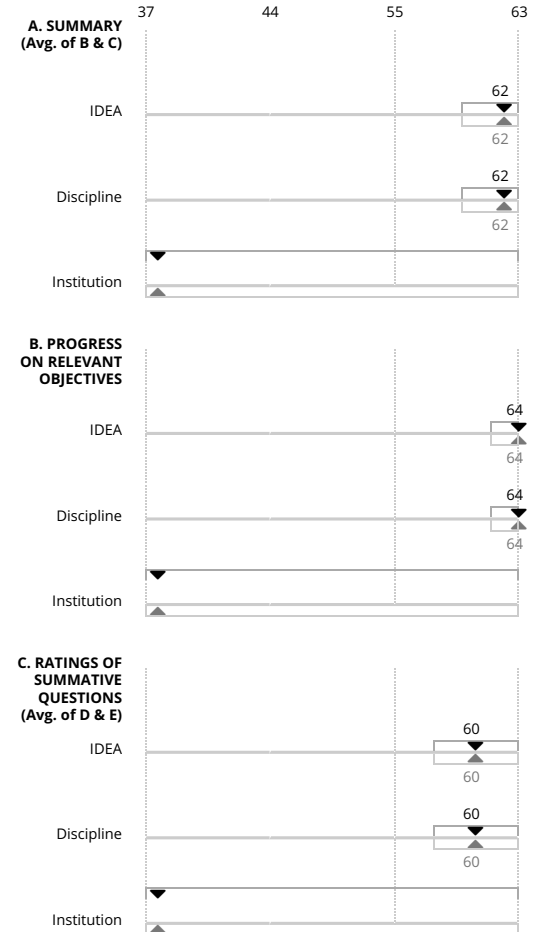 37 44 55 63
A. SUMMARY
(Avg. of B & C)
62
IDEA
62
62
Discipline
62
Institution
B. PROGRESS
ON RELEVANT
OBJECTIVES
64
IDEA
64
64
Discipline
64
Institution
C. RATINGS OF
SUMMATIVE
QUESTIONS
(Avg. of D & E)
60
IDEA
60
60
Discipline
60
Institution